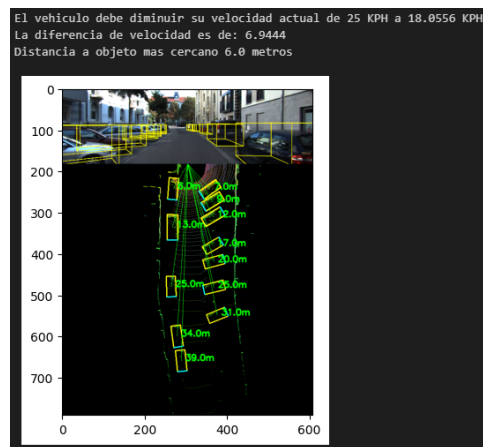 El vehiculo debe diminuir su velocidad actual de 25 KPH a 18.0556 KPH
La diferencia de velocidad es de: 6.9444
Distancia a objeto mas cercano 6.0 metros
0
100
200
300
400
500
600
700
0
200
400
600
9.0m
12.0m
13.0m
17.0m
20.0m
25.0m
26.0m
31.0m
34.0m
39.0m